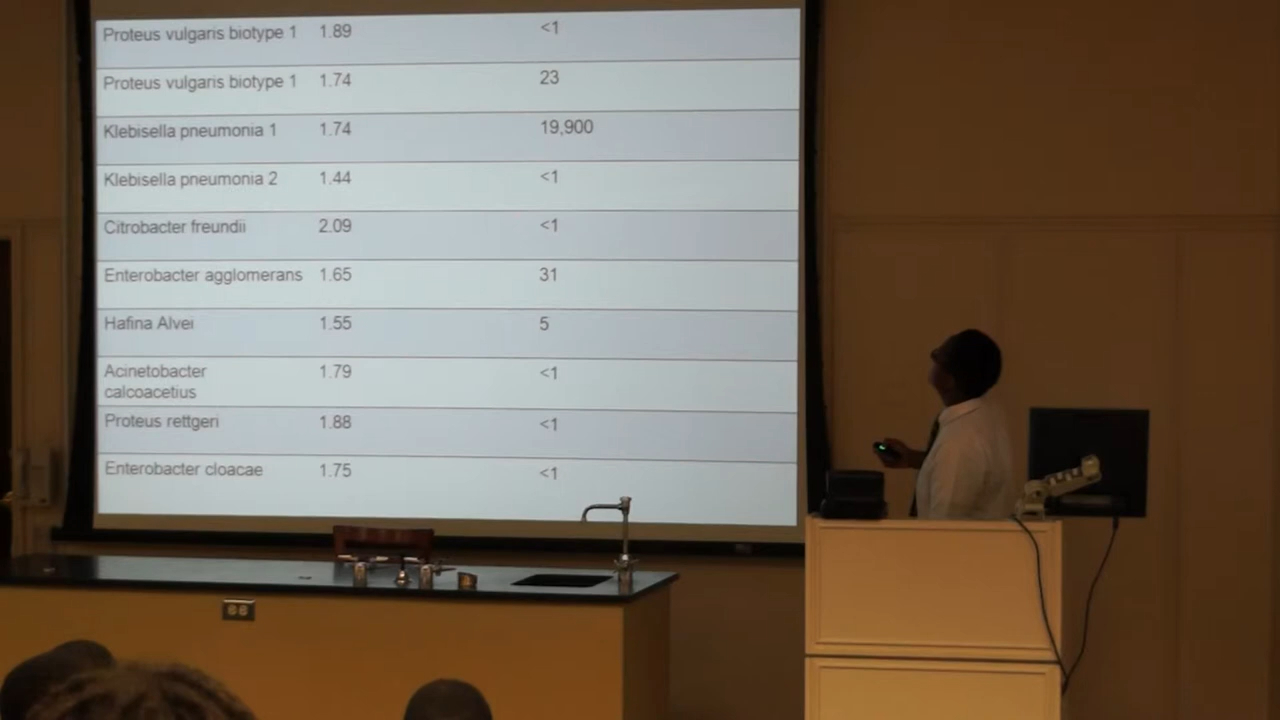 Proteus vulgaris biotype 1 1.89 <1
Proteus vulgaris biotype 1 1.74 23
Klebisella pneumonia 1 1.74 19,900
Klebisella pneumonia 2 1.44 <1
Citrobacter freundii 2.09 <1
Enterobacter agglomerans 1.65 31
Hafina Alvei 1.55 5
Acinetobacter 1.79 <1
calcoacetius
Proteus rettgeri 1.88 <1
Enterobacter cloacae 1.75 <1